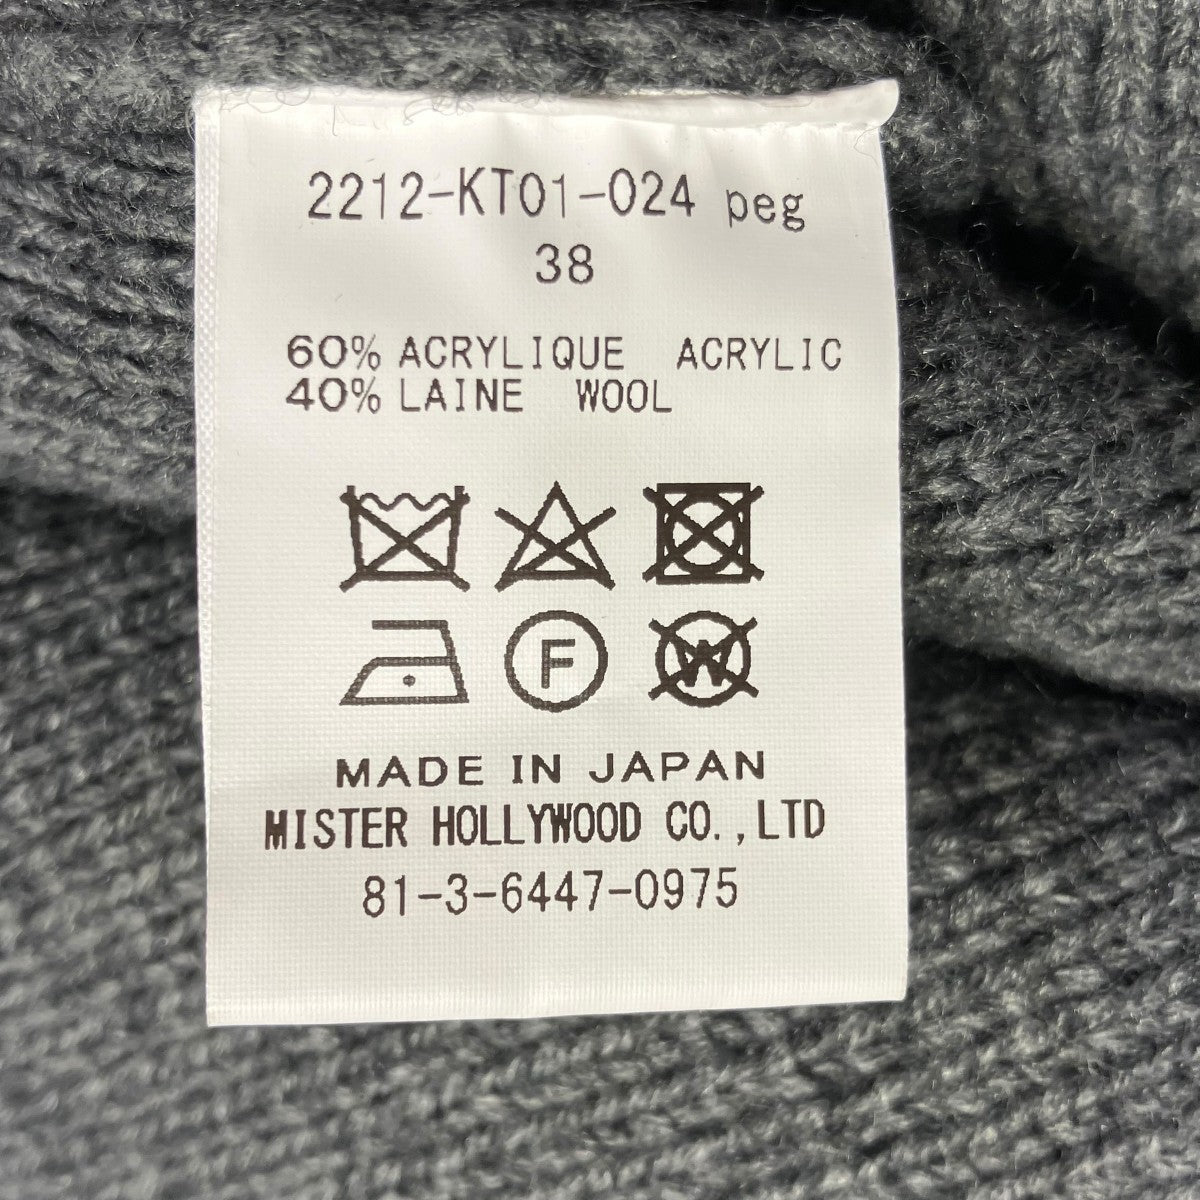 2212-KT01-024 peg
38
60% ACRYLIQUE ACRYLIC
40% LAINE WOOL
F W
MADE IN JAPAN
MISTER HOLLYWOOD CO.,LTD
81-3-6447-0975